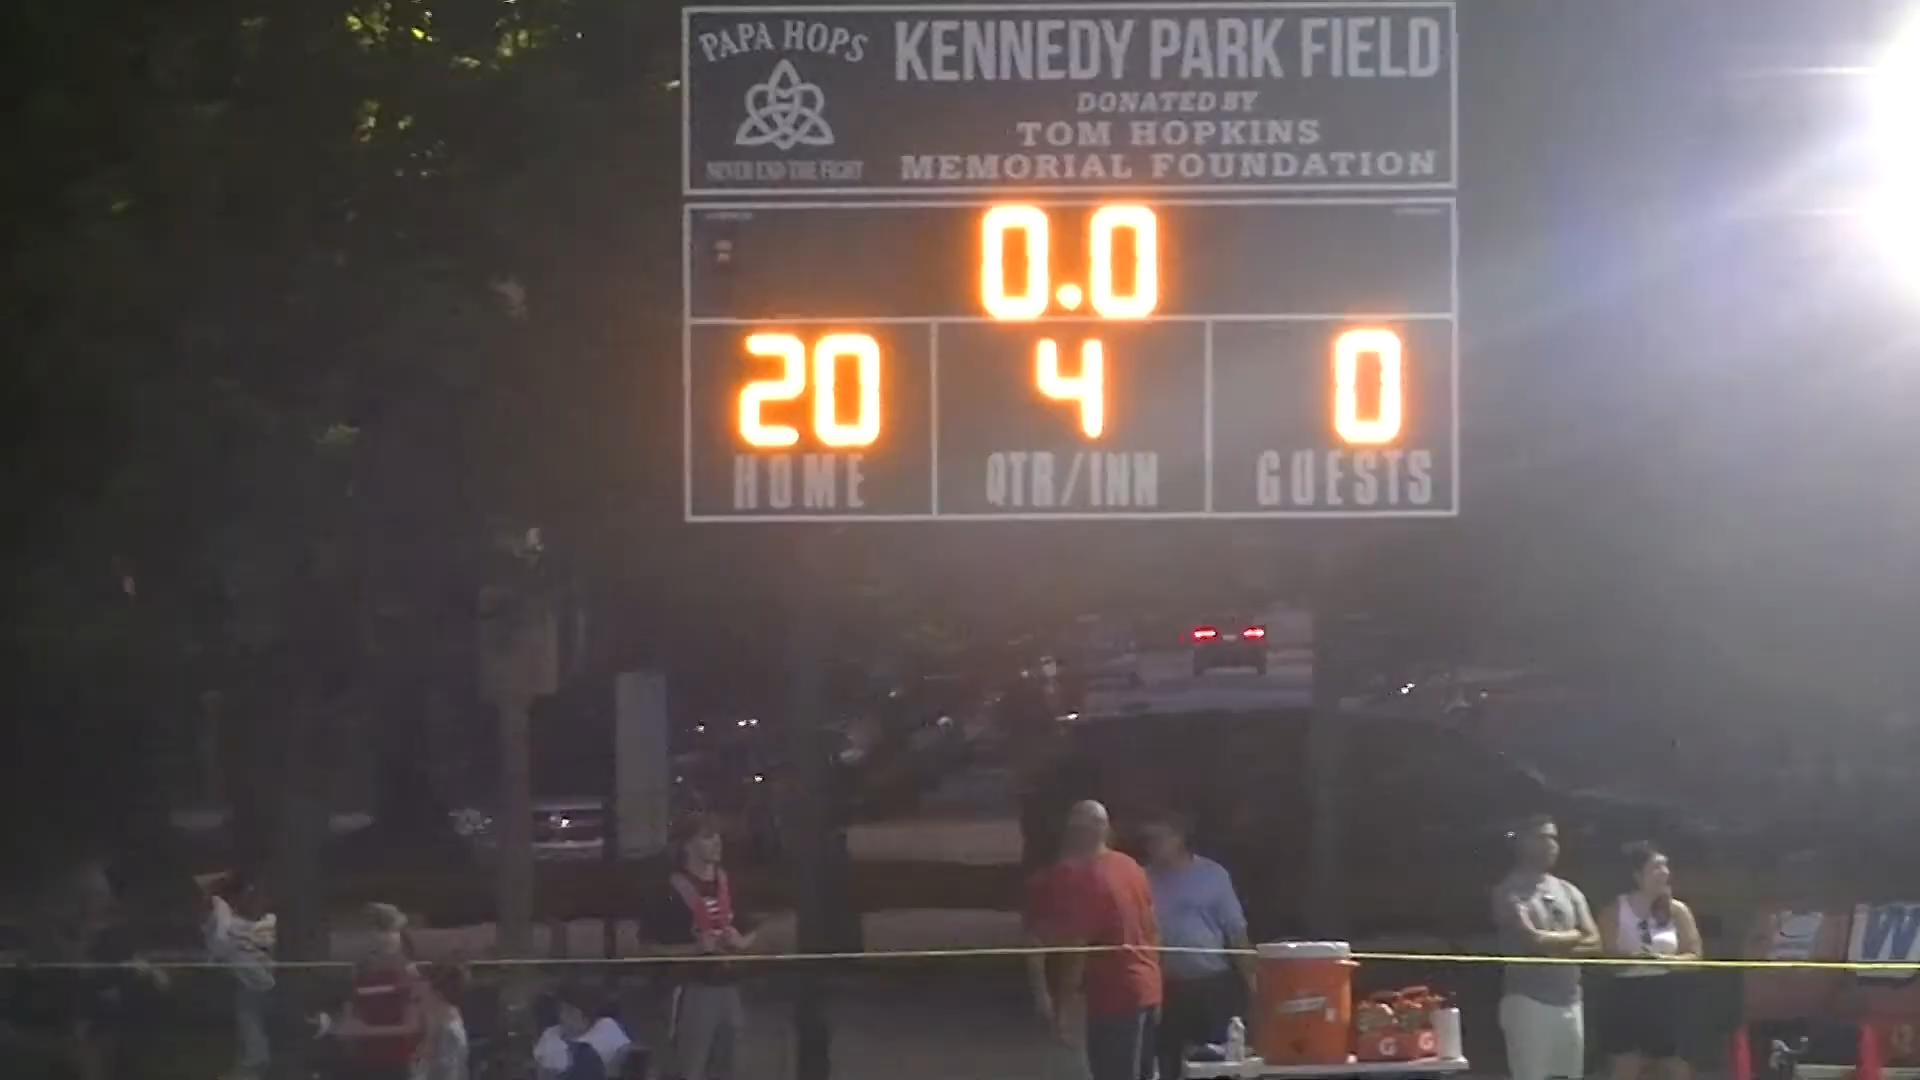 PAPA HOPS
NEVER END THE FIGHT
KENNEDY PARK FIELD
DONATED BY
TOM HOPKINS
MEMORIAL FOUNDATION
0.0
20 4 0
HOME QTR/INN GUESTS
G G
W